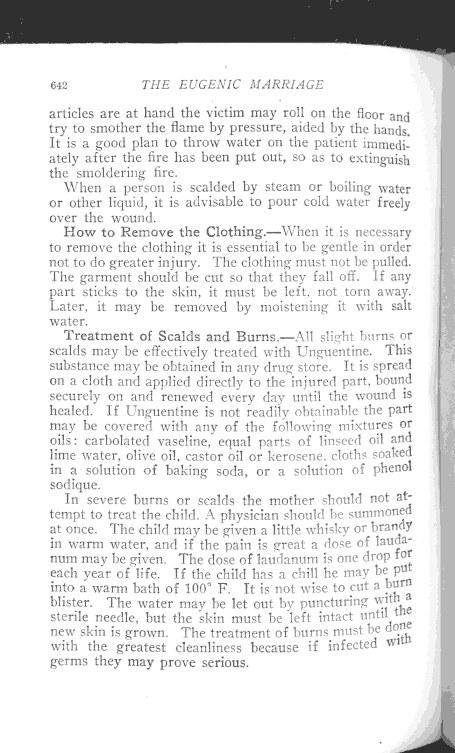 642 THE EUGENIC MARRIAGE
articles are at hand the victim may roll on the floor and
try to smother the flame by pressure, aided by the hands.
It is a good plan to throw water on the patient immedi-
ately after the fire has been put out, so as to extinguish
the smoldering fire.
When a person is scalded by steam or boiling water
or other liquid, it is advisable to pour cold water freely
over the wound.
How to Remove the Clothing.—When it is necessary
to remove the clothing it is essential to be gentle in order
not to do greater injury. The clothing must not be pulled.
The garment should be cut so that they fall off. If any
part sticks to the skin, it must be left, not torn away.
Later, it may be removed by moistening it with salt
water.
Treatment of Scalds and Burns.—All slight burns or
scalds may be effectively treated with Unguentine. This
substance may be obtained in any drug store. It is spread
on a cloth and applied directly to the injured part, bound
securely on and renewed every day until the wound is
healed. If Unguentine is not readily obtainable the part
may be covered with any of the following mixtures or
oils: carbolated vaseline, equal parts of linseed oil and
lime water, olive oil, castor oil or kerosene, cloths soaked
in a solution of baking soda, or a solution of phenol
sodique.
In severe burns or scalds the mother should not at-
tempt to treat the child. A physician should be summoned
at once. The child may be given a little whisky or brandy
in warm water, and if the pain is great a dose of lauda-
num may be given. The dose of laudanum is one drop for
each year of life. If the child has a chill he may be put
into a warm bath of 100° F. It is not wise to cut a burn
blister. The water may be let out by puncturing with a
sterile needle, but the skin must be left intact until the
new skin is grown. The treatment of burns must be done
with the greatest cleanliness because if infected with
germs they may prove serious.